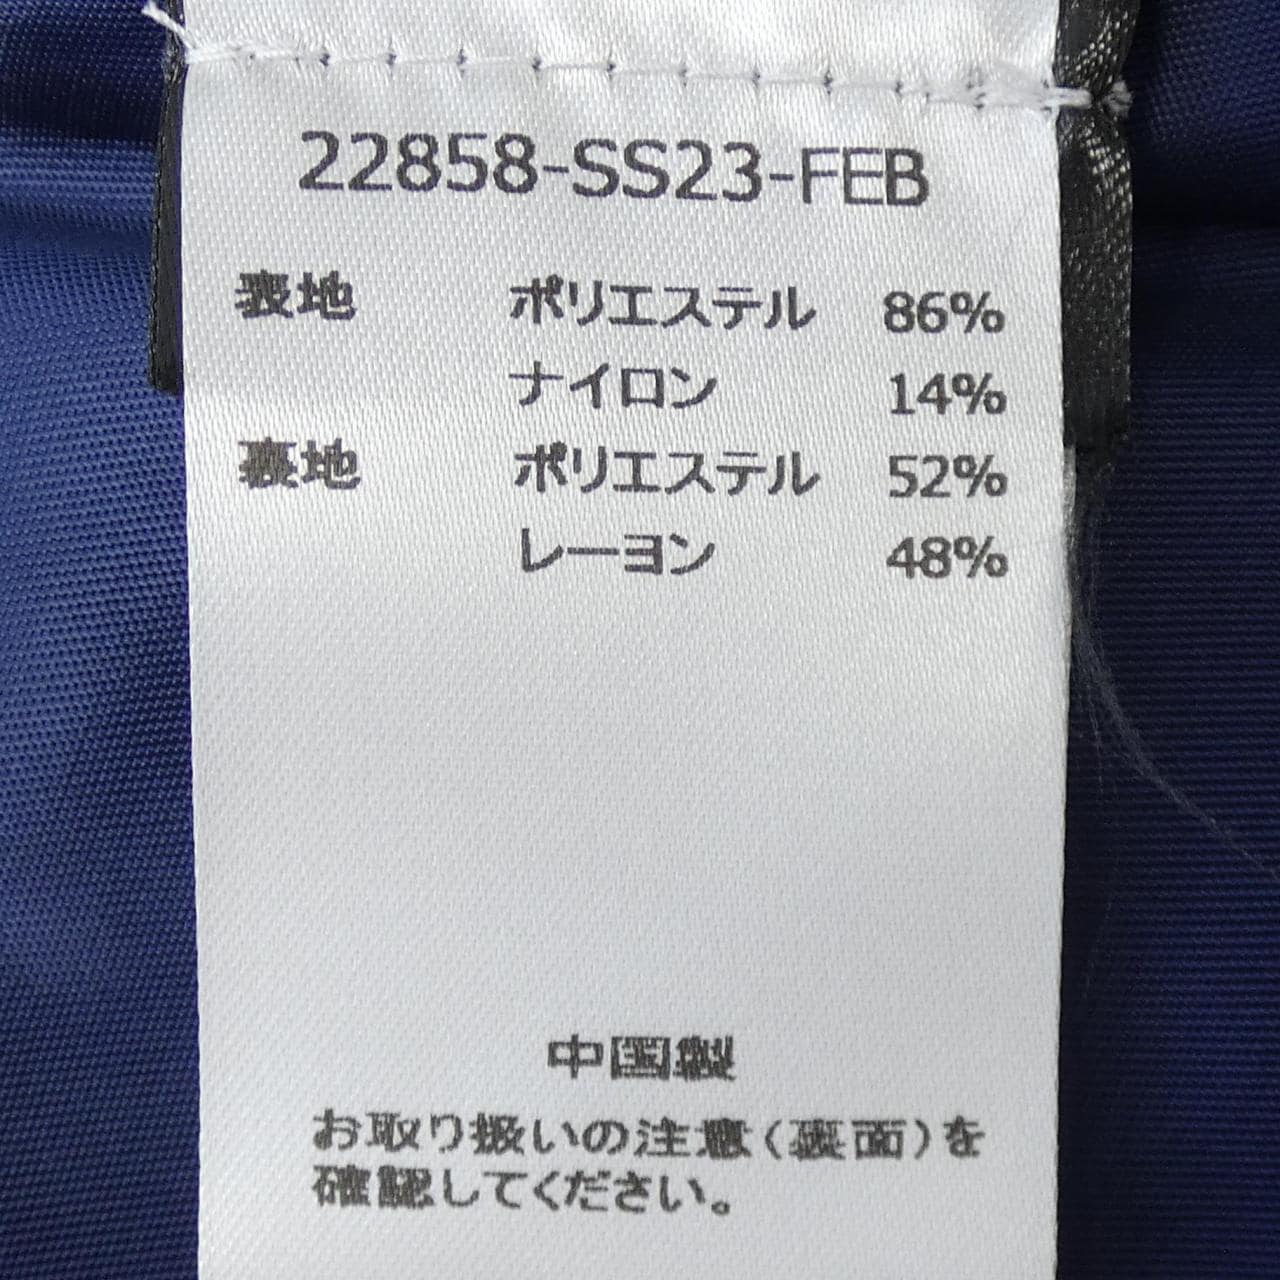 22858-SS23-FEB
表地 ポリエステル 86%
ナイロン 14%
裏地 ポリエステル 52%
レーヨン 48%
中国製
お取り扱いの注意(裏面)を
確認してください。